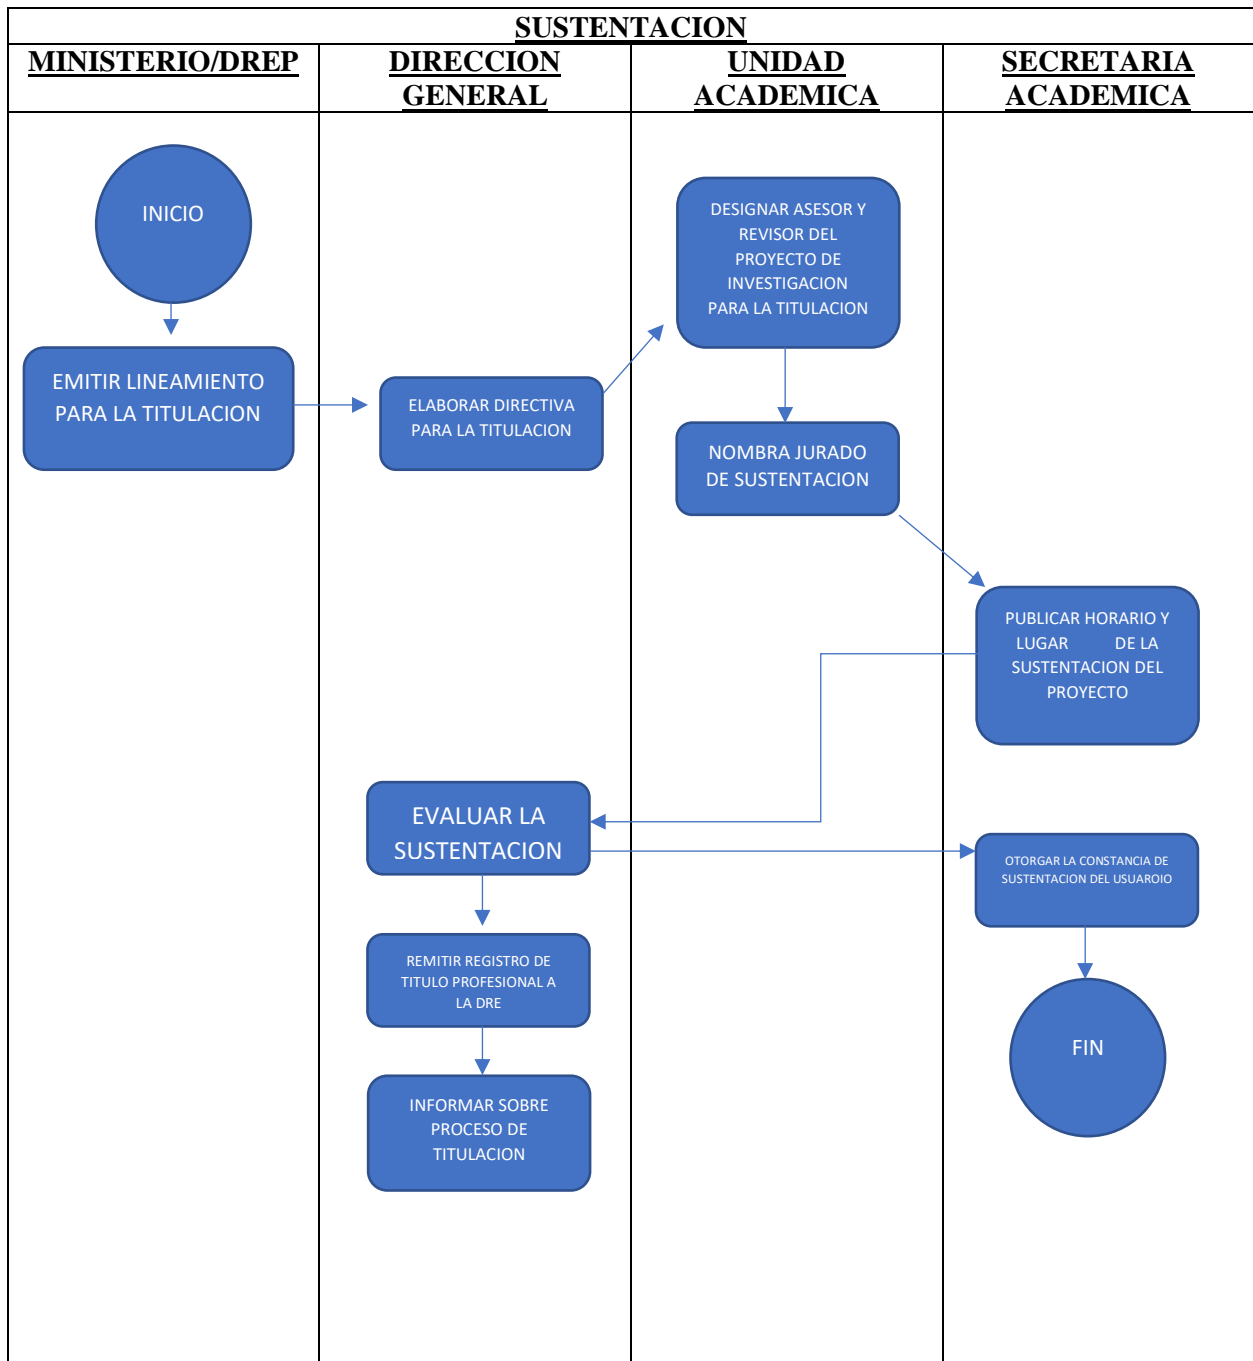 SUSTENTACION
MINISTERIO/DREP
DIRECCION
GENERAL
UNIDAD
ACADEMICA
SECRETARIA
ACADEMICA
INICIO
EMITIR LINEAMIENTO
PARA LA TITULACION
ELABORAR DIRECTIVA
PARA LA TITULACION
DESIGNAR ASESOR Y
REVISOR DEL
PROYECTO DE
INVESTIGACION
PARA LA TITULACION
NOMBRA JURADO
DE SUSTENTACION
PUBLICAR HORARIO Y
LUGAR DE LA
SUSTENTACION DEL
PROYECTO
EVALUAR LA
SUSTENTACION
OTORGAR LA CONSTANCIA DE
SUSTENTACION DEL USUAROIO
REMITIR REGISTRO DE
TITULO PROFESIONAL A
LA DRE
FIN
INFORMAR SOBRE
PROCESO DE
TITULACION